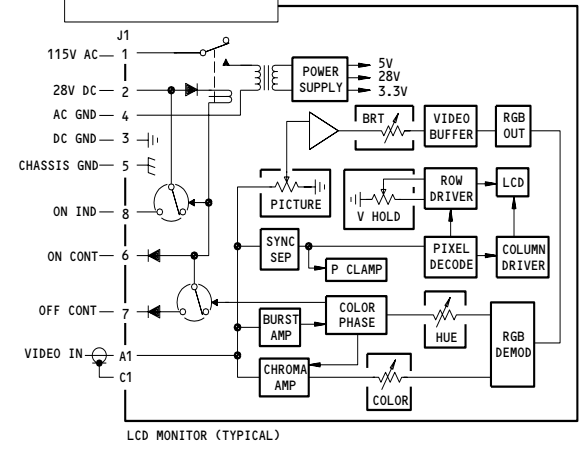 J1
115V AC 1
28V DC 2
AC GND 4
DC GND 3
CHASSIS GND 5
ON IND 8
ON CONT 6
OFF CONT 7
VIDEO IN A1
C1
POWER
SUPPLY
5V
28V
3.3V
BRT
VIDEO
BUFFER
RGB
OUT
PICTURE
V HOLD
ROW
DRIVER
LCD
SYNC
SEP
P CLAMP
PIXEL
DECODE
COLUMN
DRIVER
BURST
AMP
COLOR
PHASE
HUE
RGB
DEMOD
CHROMA
AMP
COLOR
LCD MONITOR (TYPICAL)